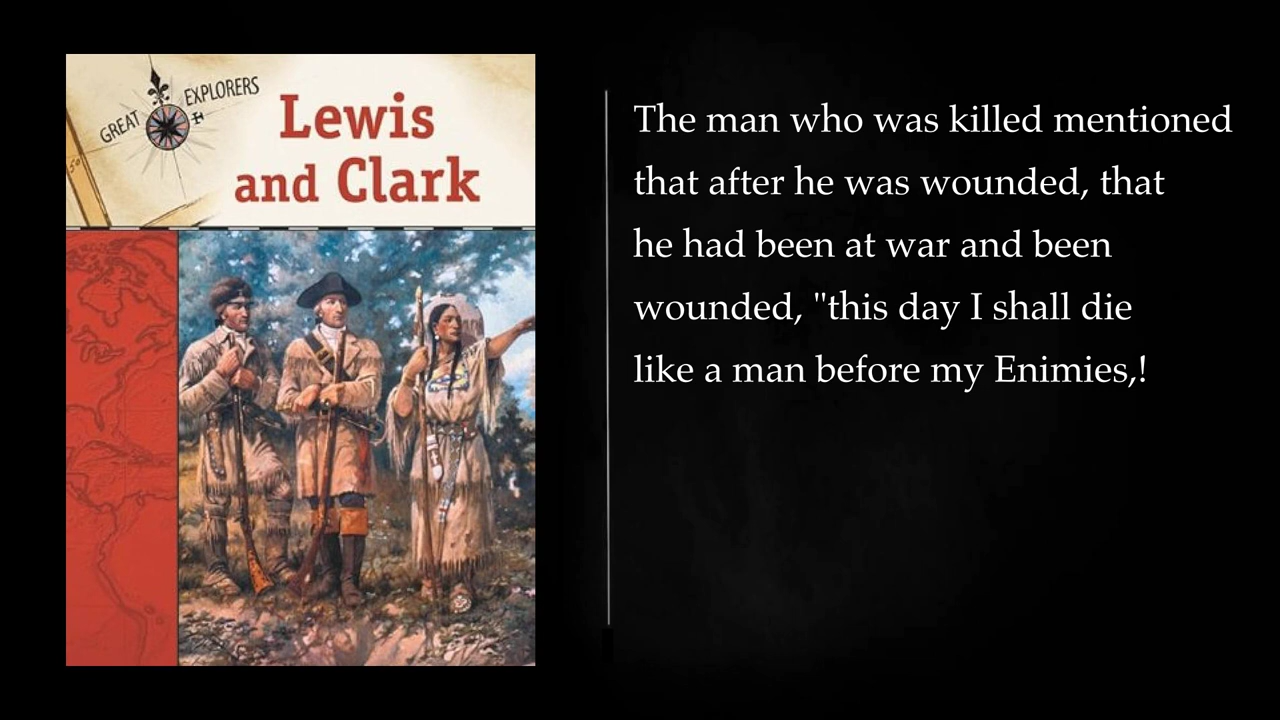 GREAT EXPLORERS
Lewis
and Clark
50
The man who was killed mentioned
that after he was wounded, that
he had been at war and been
wounded, "this day I shall die
like a man before my Enimies,!